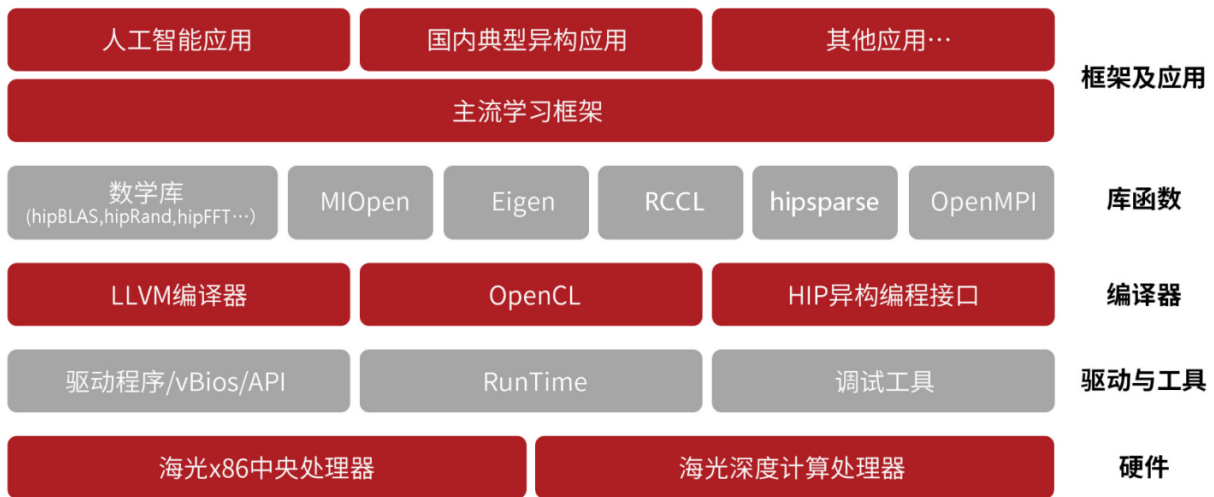 人工智能应用
国内典型异构应用
其他应用…
框架及应用
主流学习框架
数学库
(hipBLAS,hipRand,hipFFT…)
MIOpen
Eigen
RCCL
hipsparse
OpenMPI
库函数
LLVM编译器
OpenCL
HIP异构编程接口
编译器
驱动程序/vBios/API
RunTime
调试工具
驱动与工具
海光x86中央处理器
海光深度计算处理器
硬件